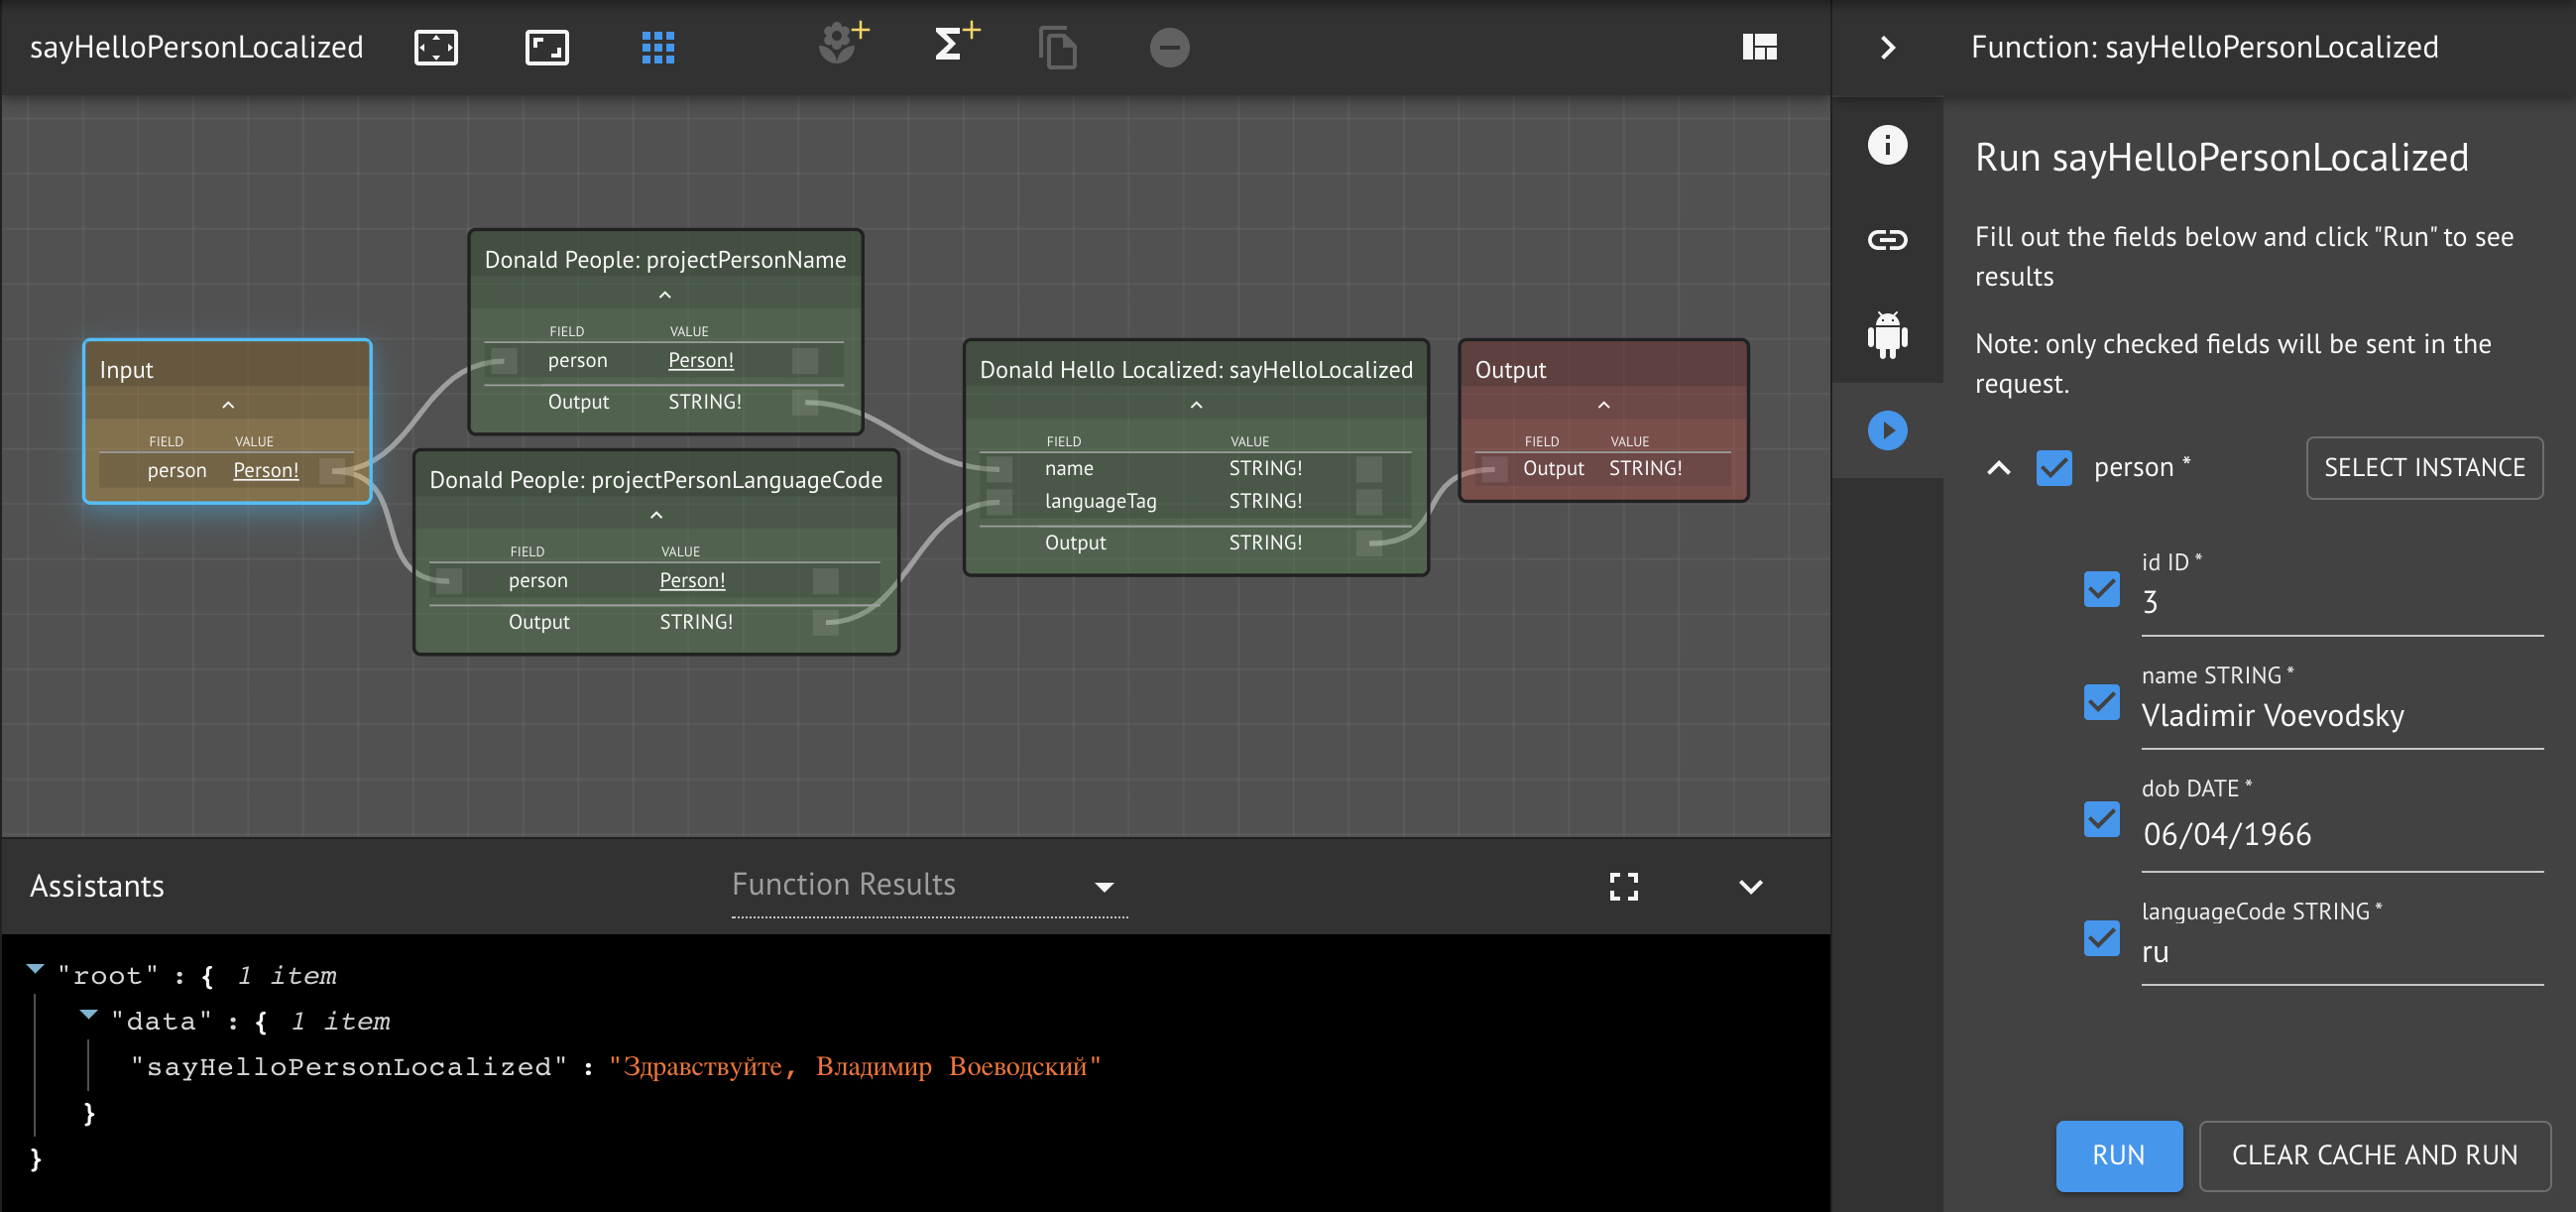 sayHelloPersonLocalized
Function: sayHelloPersonLocalized
Input
FIELD VALUE
person Person!
Donald People: projectPersonName
FIELD VALUE
person Person!
Output STRING!
Donald People: projectPersonLanguageCode
FIELD VALUE
person Person!
Output STRING!
Donald Hello Localized: sayHelloLocalized
FIELD VALUE
name STRING!
languageTag STRING!
Output STRING!
Output
FIELD VALUE
Output STRING!
Assistants
Function Results
"root" : { 1 item
"data" : { 1 item
"sayHelloPersonLocalized" : "Здравствуйте, Владимир Воеводский"
}
}
Run sayHelloPersonLocalized
Fill out the fields below and click "Run" to see
results
Note: only checked fields will be sent in the
request.
person *
SELECT INSTANCE
id ID *
3
name STRING *
Vladimir Voevodsky
dob DATE *
06/04/1966
languageCode STRING *
ru
RUN
CLEAR CACHE AND RUN